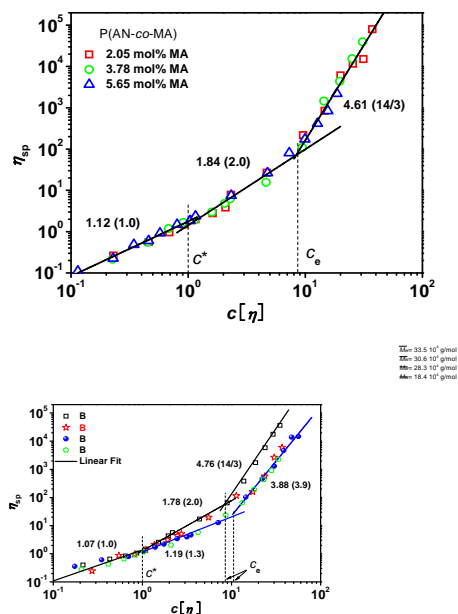 P(AN-co-MA)
2.05 mol% MA
3.78 mol% MA
5.65 mol% MA
4.61 (14/3)
1.84 (2.0)
1.12 (1.0)
C*
Ce
ηsp
10^5
10^4
10^3
10^2
10^1
10^0
10^-1
10^-1 10^0 10^1 10^2
c[η]
= 33.5 10^4 g/mol
= 30.6 10^4 g/mol
= 28.3 10^4 g/mol
= 18.4 10^4 g/mol
B
B
B
B
Linear Fit
4.76 (14/3)
1.78 (2.0)
3.88 (3.9)
1.07 (1.0)
1.19 (1.3)
C*
Ce
ηsp
10^5
10^4
10^3
10^2
10^1
10^0
10^-1
10^-1 10^0 10^1 10^2
c[η]